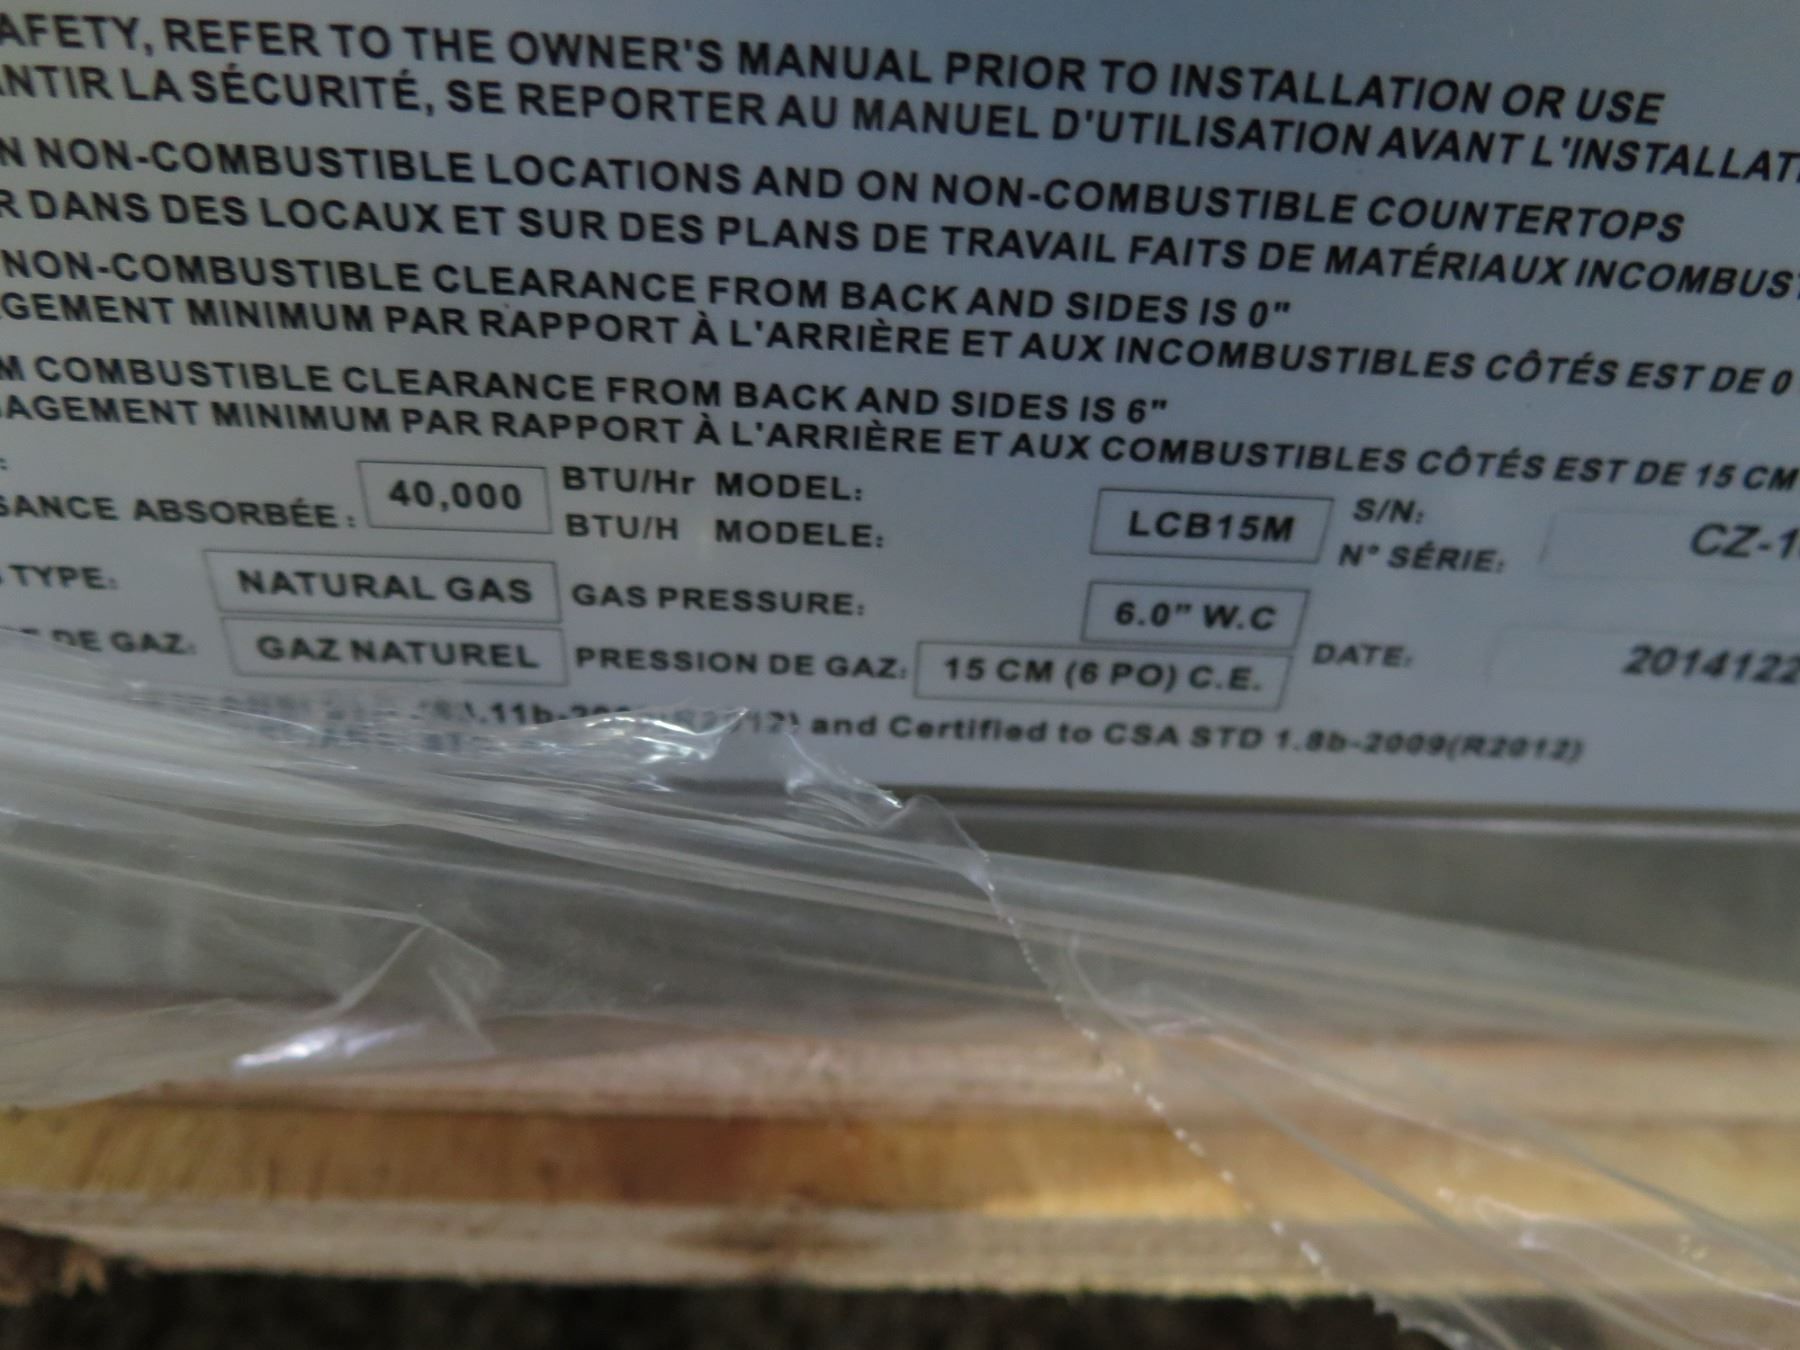 AFETY, REFER TO THE OWNER'S MANUAL PRIOR TO INSTALLATION OR USE
ANTIR LA SÉCURITÉ, SE REPORTER AU MANUEL D'UTILISATION AVANT L'INSTALLATI
N NON-COMBUSTIBLE LOCATIONS AND ON NON-COMBUSTIBLE COUNTERTOPS
R DANS DES LOCAUX ET SUR DES PLANS DE TRAVAIL FAITS DE MATÉRIAUX INCOMBUST
NON-COMBUSTIBLE CLEARANCE FROM BACK AND SIDES IS 0"
GEMENT MINIMUM PAR RAPPORT À L'ARRIÈRE ET AUX INCOMBUSTIBLES CÔTÉS EST DE 0
M COMBUSTIBLE CLEARANCE FROM BACK AND SIDES IS 6"
AGEMENT MINIMUM PAR RAPPORT À L'ARRIÈRE ET AUX COMBUSTIBLES CÔTÉS EST DE 15 CM
: 40,000 BTU/Hr MODEL: LCB15M S/N: CZ-1
SANCE ABSORBÉE: BTU/H MODELE: N° SÉRIE:
TYPE: NATURAL GAS GAS PRESSURE: 6.0" W.C DATE: 2014122
DE GAZ: GAZ NATUREL PRESSION DE GAZ: 15 CM (6 PO) C.E.
and Certified to CSA STD 1.8b-2009(R2012)